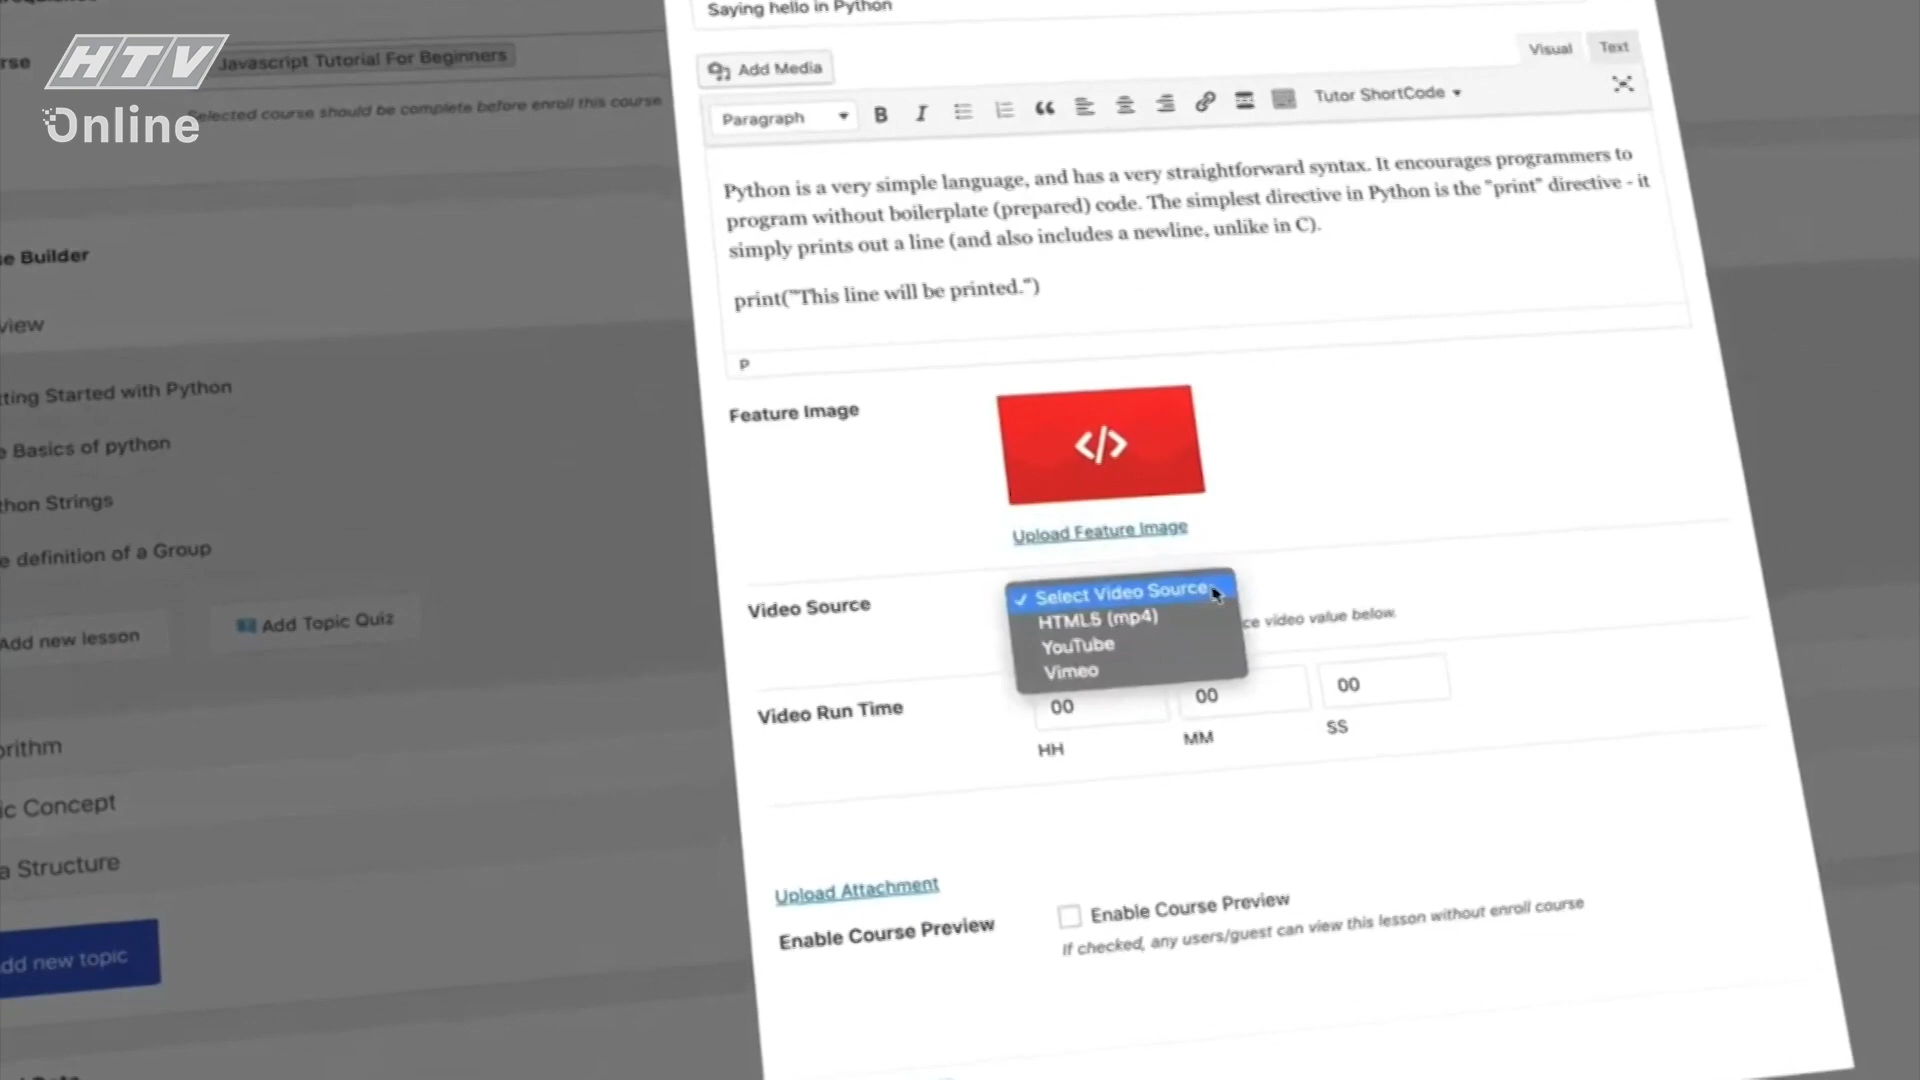 HTV
Online
Javascript Tutorial For Beginners
Selected course should be complete before enroll this course
Builder
Getting Started with Python
Basics of python
Strings
definition of a Group
Add new lesson
Add Topic Quiz
Concept
Structure
new topic
Saying hello in Python
Add Media
Visual
Text
Paragraph
B I
Tutor ShortCode
Python is a very simple language, and has a very straightforward syntax. It encourages programmers to
program without boilerplate (prepared) code. The simplest directive in Python is the "print" directive - it
simply prints out a line (and also includes a newline, unlike in C).
print("This line will be printed.")
P
Feature Image
</>
Upload Feature Image
Video Source
✓ Select Video Source
HTML5 (mp4)
YouTube
Vimeo
video value below.
Video Run Time
00
00
00
HH
MM
SS
Upload Attachment
Enable Course Preview
Enable Course Preview
If checked, any users/guest can view this lesson without enroll course